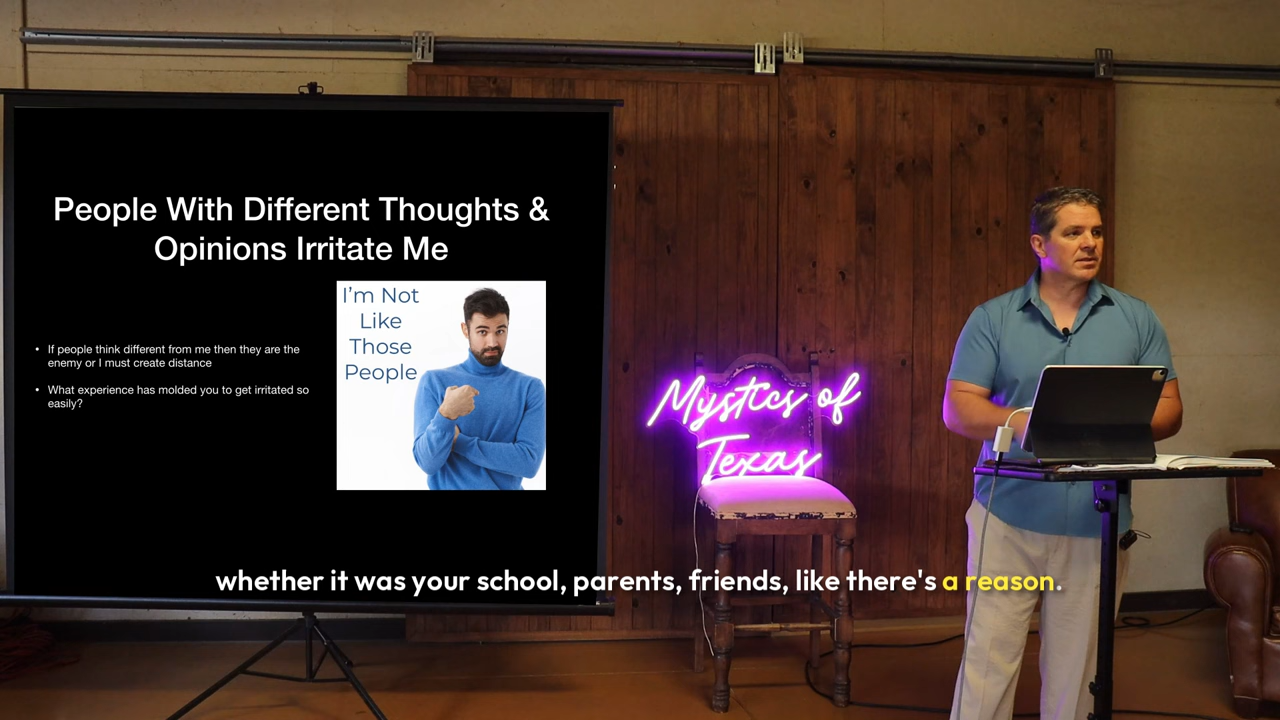 People With Different Thoughts &
Opinions Irritate Me
I'm Not
Like
Those
People
• If people think different from me then they are the
enemy or I must create distance
• What experience has molded you to get irritated so
easily?
Mystics of
Texas
whether it was your school, parents, friends, like there's a reason.